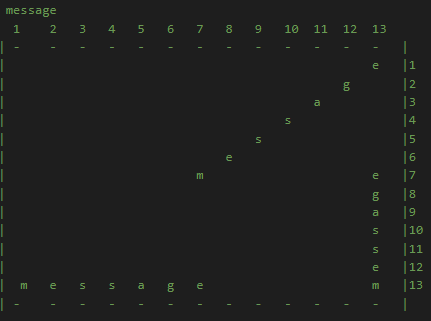 message
1 2 3 4 5 6 7 8 9 10 11 12 13
| - - - - - - - - - - - - - |
| e |1
| g |2
| a |3
| s |4
| s |5
| e |6
| m e |7
| g |8
| a |9
| s |10
| s |11
| e |12
| m e s s a g e m |13
| - - - - - - - - - - - - - |